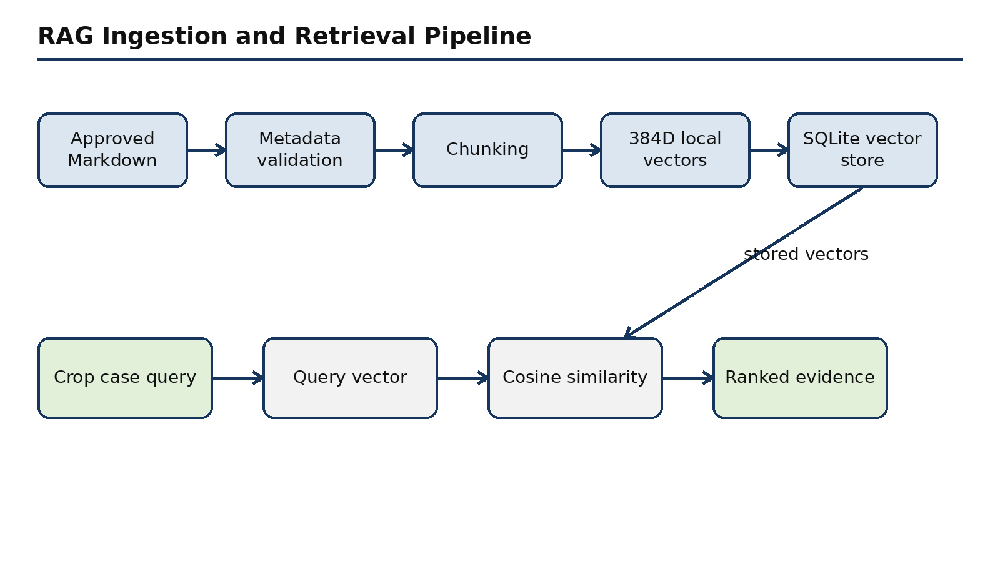 RAG Ingestion and Retrieval Pipeline
Approved
Markdown
Metadata
validation
Chunking
384D local
vectors
SQLite vector
store
stored vectors
Crop case query
Query vector
Cosine similarity
Ranked evidence